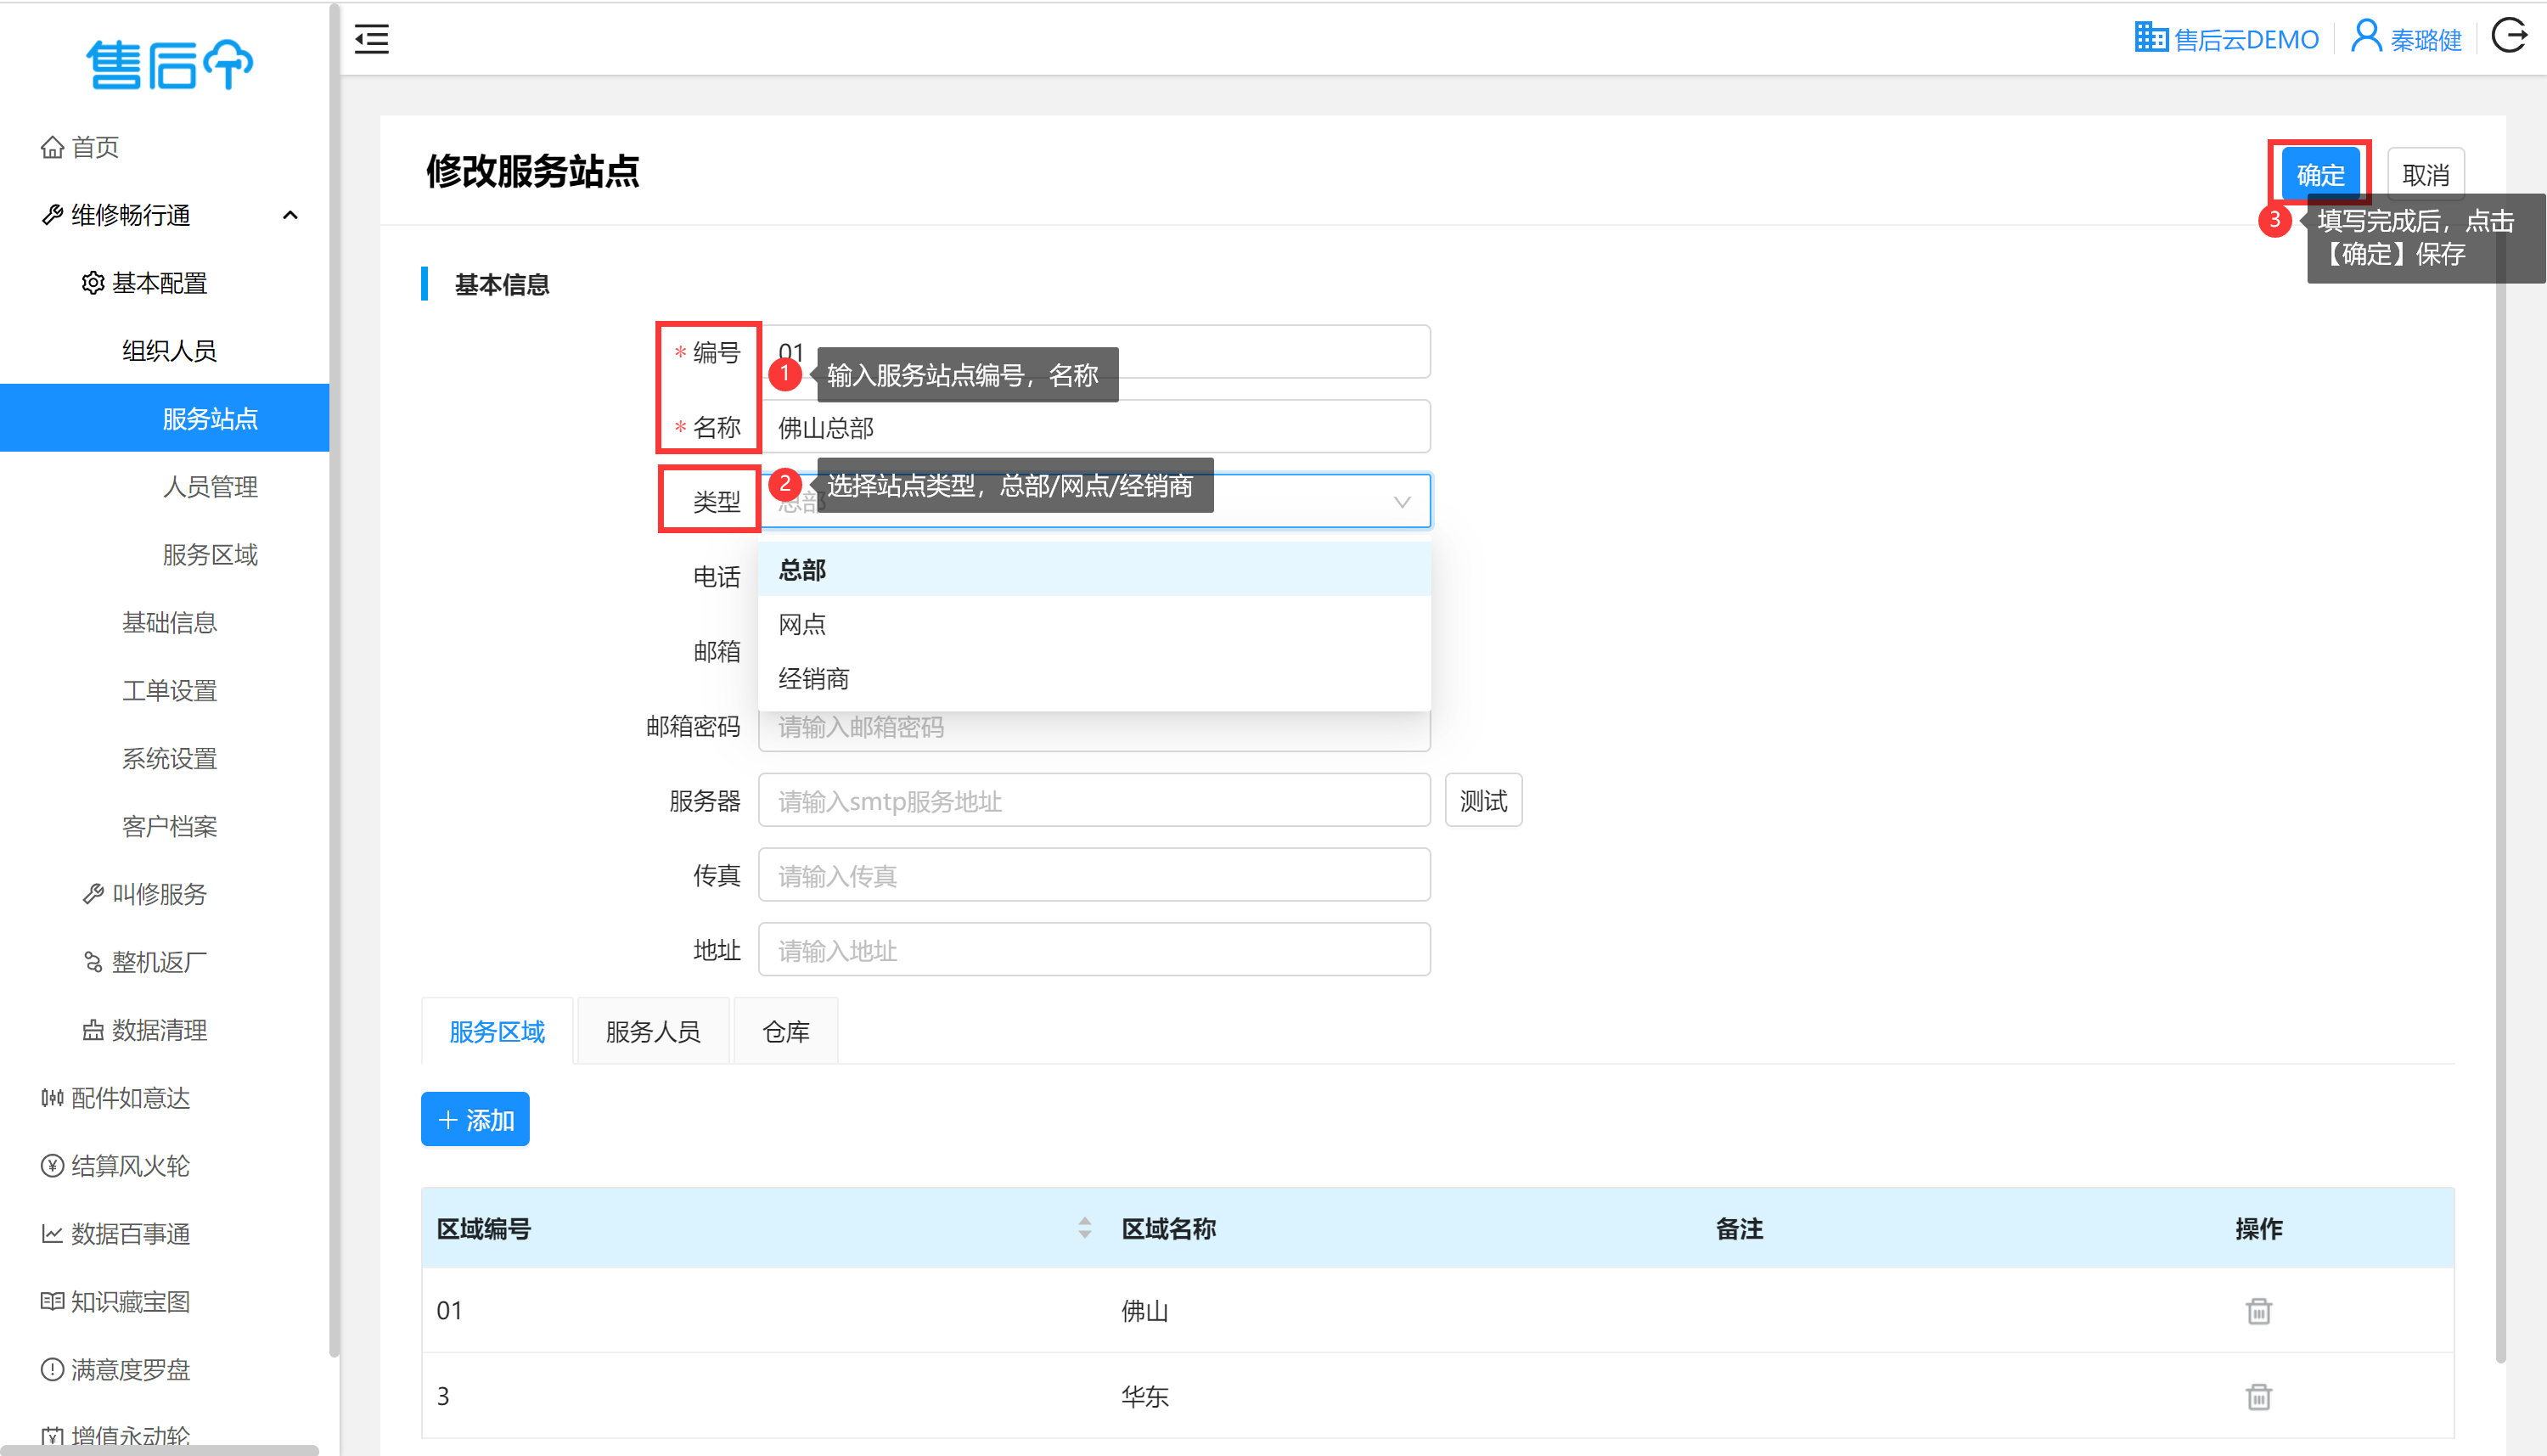 售后云
售后云DEMO
秦璐健
首页
维修畅行通
基本配置
组织人员
服务站点
人员管理
服务区域
基础信息
工单设置
系统设置
客户档案
叫修服务
整机返厂
数据清理
配件如意达
结算风火轮
数据百事通
知识藏宝图
满意度罗盘
增值永动轮
修改服务站点
确定
取消
3
填写完成后，点击
【确定】保存
基本信息
* 编号
01
1
输入服务站点编号，名称
* 名称
佛山总部
类型
总部
2
选择站点类型，总部/网点/经销商
电话
总部
网点
邮箱
经销商
邮箱密码
请输入邮箱密码
服务器
请输入smtp服务地址
测试
传真
请输入传真
地址
请输入地址
服务区域
服务人员
仓库
+ 添加
区域编号 区域名称 备注 操作
01 佛山
3 华东